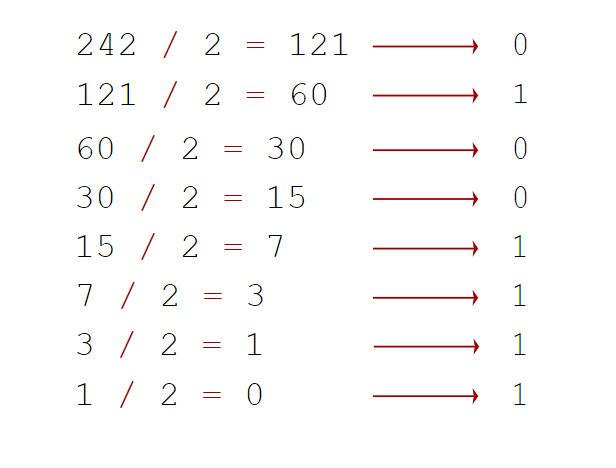 242 / 2 = 121 ⟶ 0
121 / 2 = 60 ⟶ 1
60 / 2 = 30 ⟶ 0
30 / 2 = 15 ⟶ 0
15 / 2 = 7 ⟶ 1
7 / 2 = 3 ⟶ 1
3 / 2 = 1 ⟶ 1
1 / 2 = 0 ⟶ 1